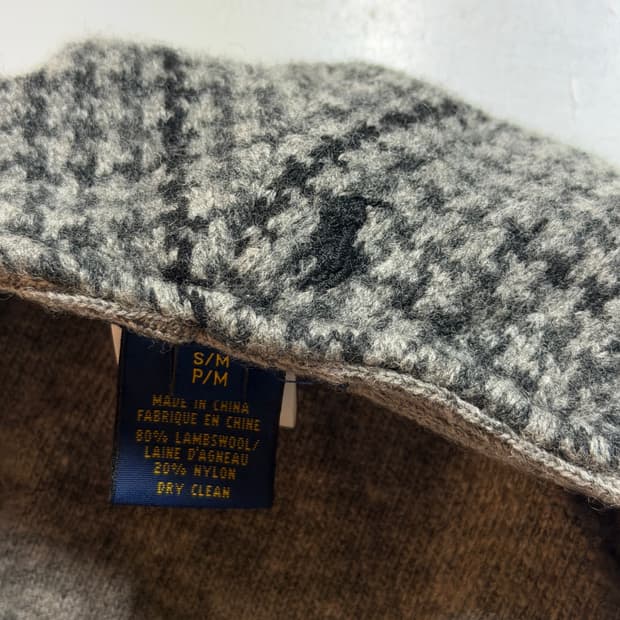 S/M
P/M
MADE IN CHINA
FABRIQUE EN CHINE
80% LAMBSWOOL/
LAINE D'AGNEAU
20% NYLON
DRY CLEAN